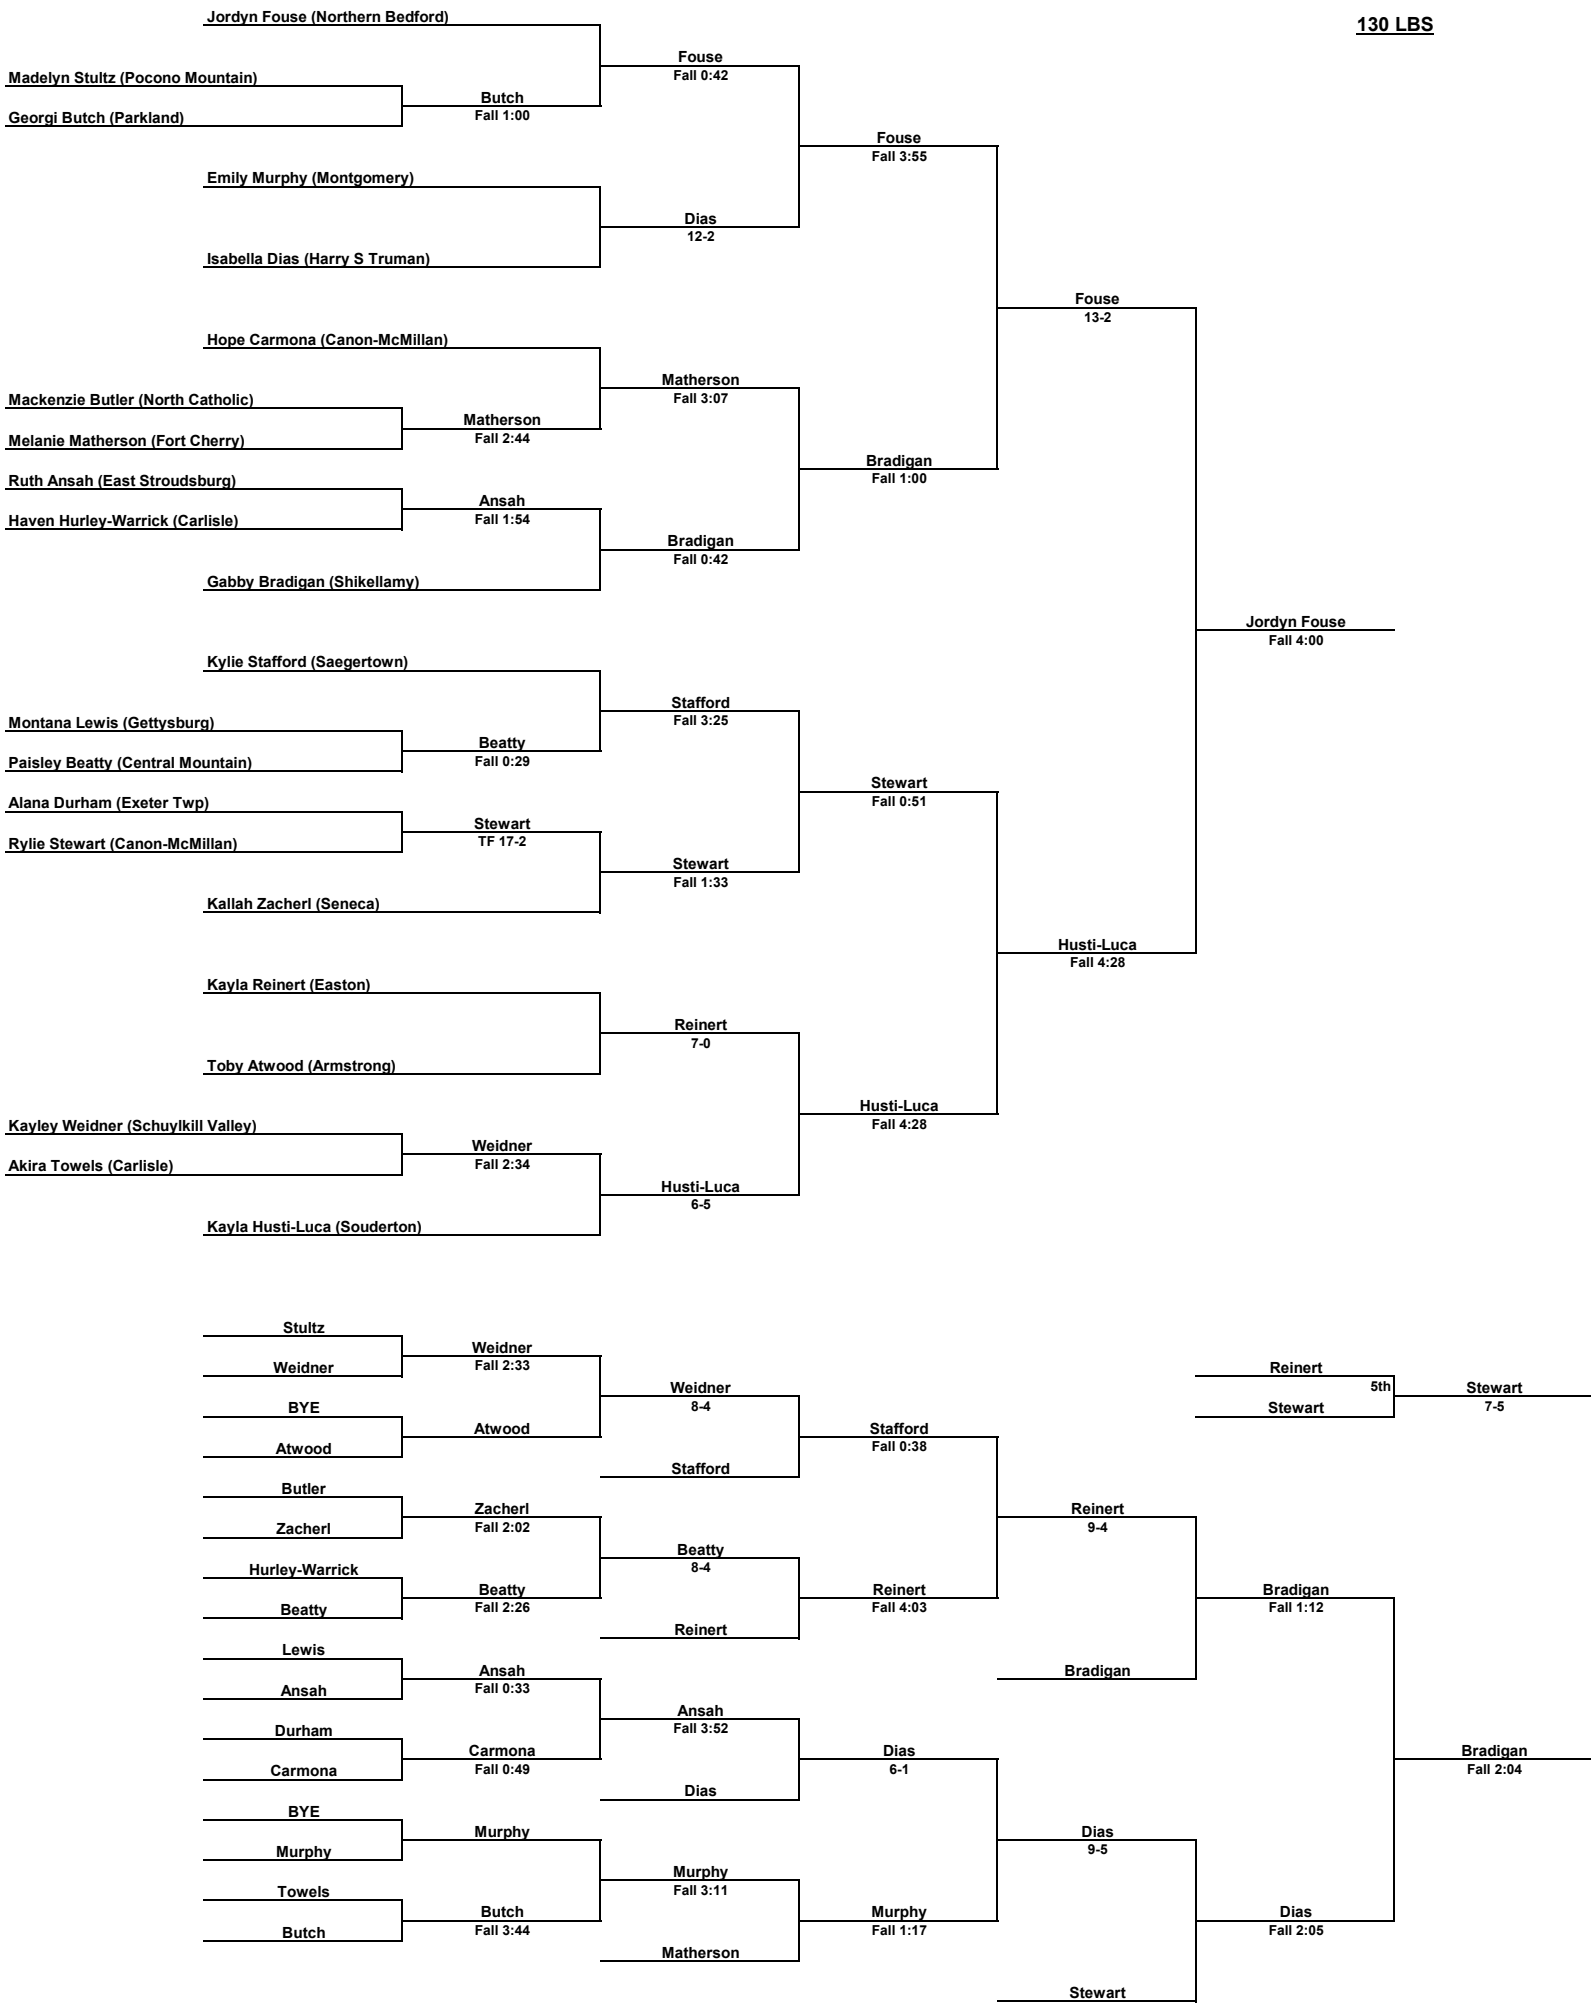 130 LBS
Jordyn Fouse (Northern Bedford)
Fouse
Fall 0:42
Madelyn Stultz (Pocono Mountain)
Butch
Fall 1:00
Georgi Butch (Parkland)
Fouse
Fall 3:55
Emily Murphy (Montgomery)
Dias
12-2
Isabella Dias (Harry S Truman)
Fouse
13-2
Hope Carmona (Canon-McMillan)
Matherson
Fall 3:07
Mackenzie Butler (North Catholic)
Matherson
Fall 2:44
Melanie Matherson (Fort Cherry)
Bradigan
Fall 1:00
Ruth Ansah (East Stroudsburg)
Ansah
Fall 1:54
Haven Hurley-Warrick (Carlisle)
Bradigan
Fall 0:42
Gabby Bradigan (Shikellamy)
Jordyn Fouse
Fall 4:00
Kylie Stafford (Saegertown)
Stafford
Fall 3:25
Montana Lewis (Gettysburg)
Beatty
Fall 0:29
Paisley Beatty (Central Mountain)
Stewart
Fall 0:51
Alana Durham (Exeter Twp)
Stewart
TF 17-2
Rylie Stewart (Canon-McMillan)
Stewart
Fall 1:33
Kallah Zacherl (Seneca)
Husti-Luca
Fall 4:28
Kayla Reinert (Easton)
Reinert
7-0
Toby Atwood (Armstrong)
Husti-Luca
Fall 4:28
Kayley Weidner (Schuylkill Valley)
Weidner
Fall 2:34
Akira Towels (Carlisle)
Husti-Luca
6-5
Kayla Husti-Luca (Souderton)
Stultz
Weidner
Fall 2:33
Weidner
Reinert
5th
Stewart
7-5
Stewart
Weidner
8-4
BYE
Atwood
Atwood
Stafford
Fall 0:38
Stafford
Butler
Zacherl
Fall 2:02
Zacherl
Reinert
9-4
Beatty
8-4
Hurley-Warrick
Beatty
Fall 2:26
Beatty
Reinert
Fall 4:03
Bradigan
Fall 1:12
Reinert
Lewis
Ansah
Fall 0:33
Ansah
Bradigan
Ansah
Fall 3:52
Durham
Carmona
Fall 0:49
Carmona
Dias
6-1
Bradigan
Fall 2:04
Dias
BYE
Murphy
Murphy
Dias
9-5
Murphy
Fall 3:11
Towels
Butch
Fall 3:44
Butch
Murphy
Fall 1:17
Dias
Fall 2:05
Matherson
Stewart